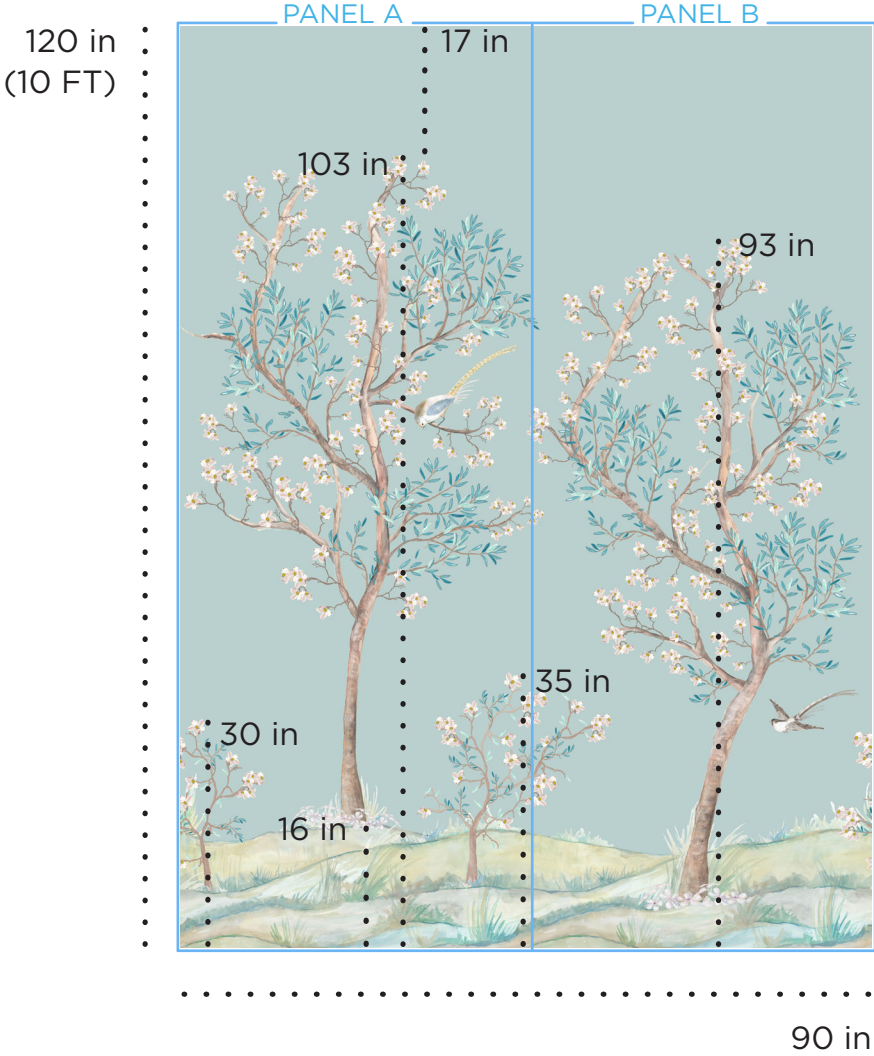 PANEL A
PANEL B
120 in
(10 FT)
17 in
103 in
93 in
35 in
30 in
16 in
90 in